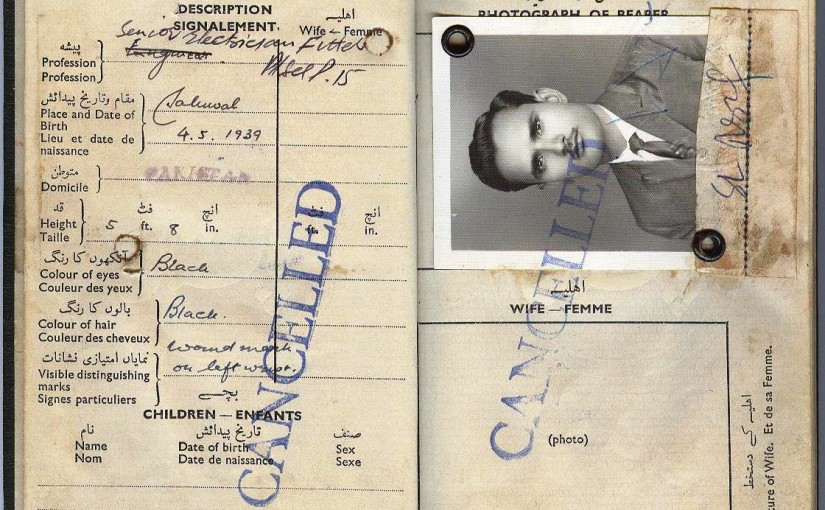 DESCRIPTION
SIGNALEMENT
اہلیہ
Wife — Femme
پیشہ
Senior Electrician Fitter
Profession
Profession
P. 15
مقام وتاریخ پیدائش
Place and Date of
Birth
Lieu et date de
naissance
4.5.1939
متوطن
Domicile
PAKISTAN
قد
Height
Taille
فٹ
5 ft.
انچ
8 in.
فٹ
ft.
انچ
in.
آنکھوں کا رنگ
Colour of eyes
Couleur des yeux
Black
بالوں کا رنگ
Colour of hair
Couleur des cheveux
Black.
نمایاں امتیازی نشانات
Visible distinguishing
marks
Signes particuliers
wound mark
on left wrist.
بچے
CHILDREN — ENFANTS
نام
Name
Nom
تاریخ پیدائش
Date of birth
Date de naissance
صنف
Sex
Sexe
CANCELLED
PHOTOGRAPH OF BEARER
اہلیہ
WIFE — FEMME
(photo)
CANCELLED
اہلیہ کے دستخط
ture of Wife. Et de sa Femme.